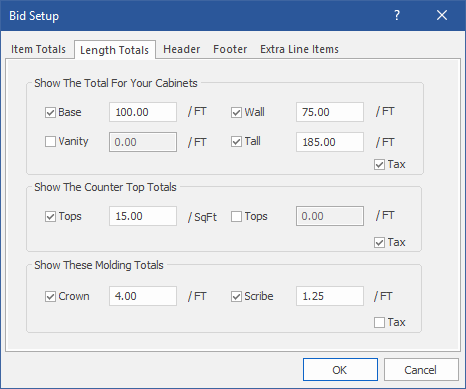 Bid Setup ?
Item Totals Length Totals Header Footer Extra Line Items
Show The Total For Your Cabinets
Base 100.00 / FT Wall 75.00 / FT
Vanity 0.00 / FT Tall 185.00 / FT
Tax
Show The Counter Top Totals
Tops 15.00 / SqFt Tops 0.00 / FT
Tax
Show These Molding Totals
Crown 4.00 / FT Scribe 1.25 / FT
Tax
OK Cancel